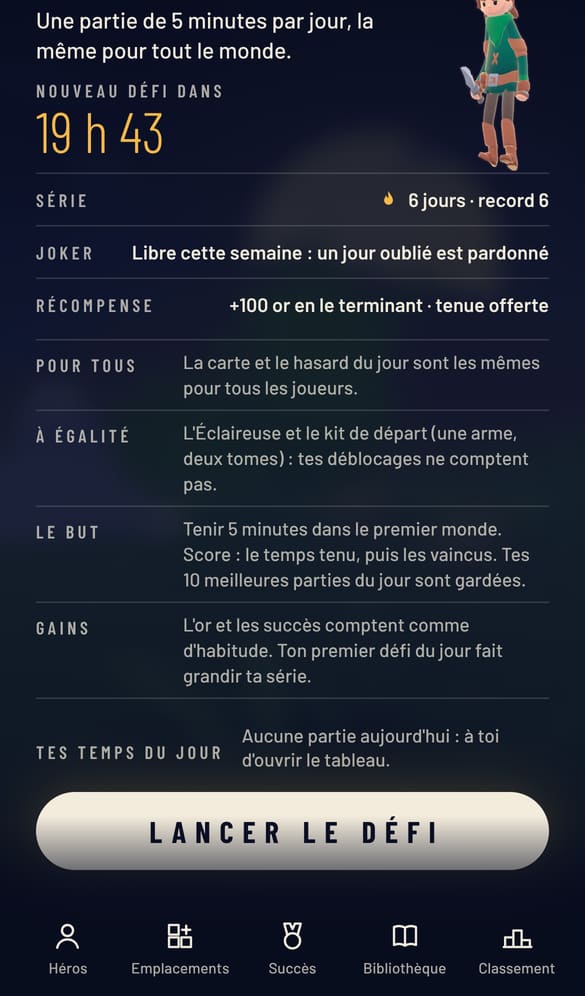 Une partie de 5 minutes par jour, la
même pour tout le monde.
NOUVEAU DÉFI DANS
19 h 43
SÉRIE 6 jours · record 6
JOKER Libre cette semaine : un jour oublié est pardonné
RÉCOMPENSE +100 or en le terminant · tenue offerte
POUR TOUS La carte et le hasard du jour sont les mêmes
pour tous les joueurs.
À ÉGALITÉ L'Éclaireuse et le kit de départ (une arme,
deux tomes) : tes déblocages ne comptent
pas.
LE BUT Tenir 5 minutes dans le premier monde.
Score : le temps tenu, puis les vaincus. Tes
10 meilleures parties du jour sont gardées.
GAINS L'or et les succès comptent comme
d'habitude. Ton premier défi du jour fait
grandir ta série.
TES TEMPS DU JOUR Aucune partie aujourd'hui : à toi
d'ouvrir le tableau.
LANCER LE DÉFI
Héros Emplacements Succès Bibliothèque Classement